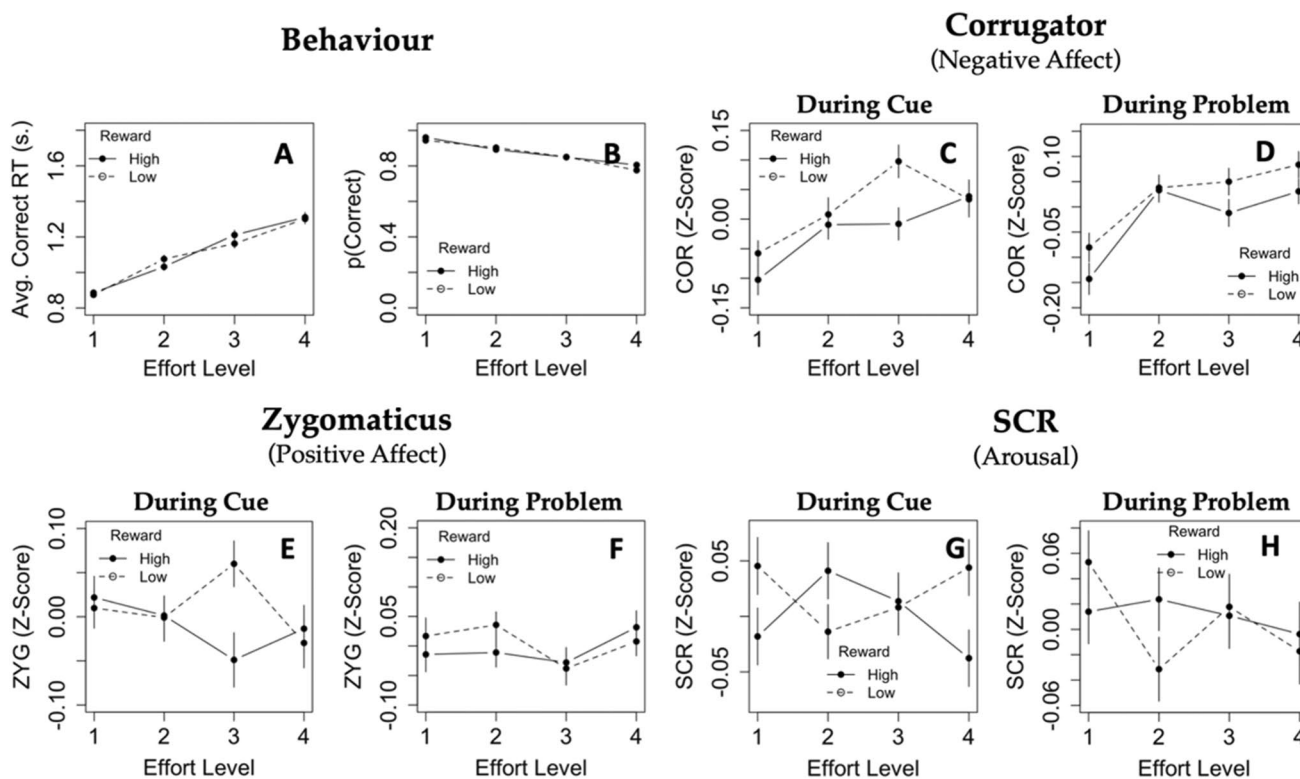 Behaviour
Corrugator
(Negative Affect)
During Cue
During Problem
Avg. Correct RT (s.)
0.8
1.2
1.6
Reward
High
Low
A
1 2 3 4
Effort Level
p(Correct)
0.0
0.4
0.8
B
Reward
High
Low
1 2 3 4
Effort Level
COR (Z-Score)
-0.15
0.00
0.15
Reward
High
Low
C
1 2 3 4
Effort Level
COR (Z-Score)
-0.20
-0.05
0.10
D
Reward
High
Low
1 2 3 4
Effort Level
Zygomaticus
(Positive Affect)
SCR
(Arousal)
During Cue
During Problem
During Cue
During Problem
ZYG (Z-Score)
-0.10
0.00
0.10
Reward
High
Low
E
1 2 3 4
Effort Level
ZYG (Z-Score)
-0.10
0.05
0.20
Reward
High
Low
F
1 2 3 4
Effort Level
SCR (Z-Score)
-0.05
0.05
G
Reward
High
Low
1 2 3 4
Effort Level
SCR (Z-Score)
-0.06
0.00
0.06
Reward
High
Low
H
1 2 3 4
Effort Level